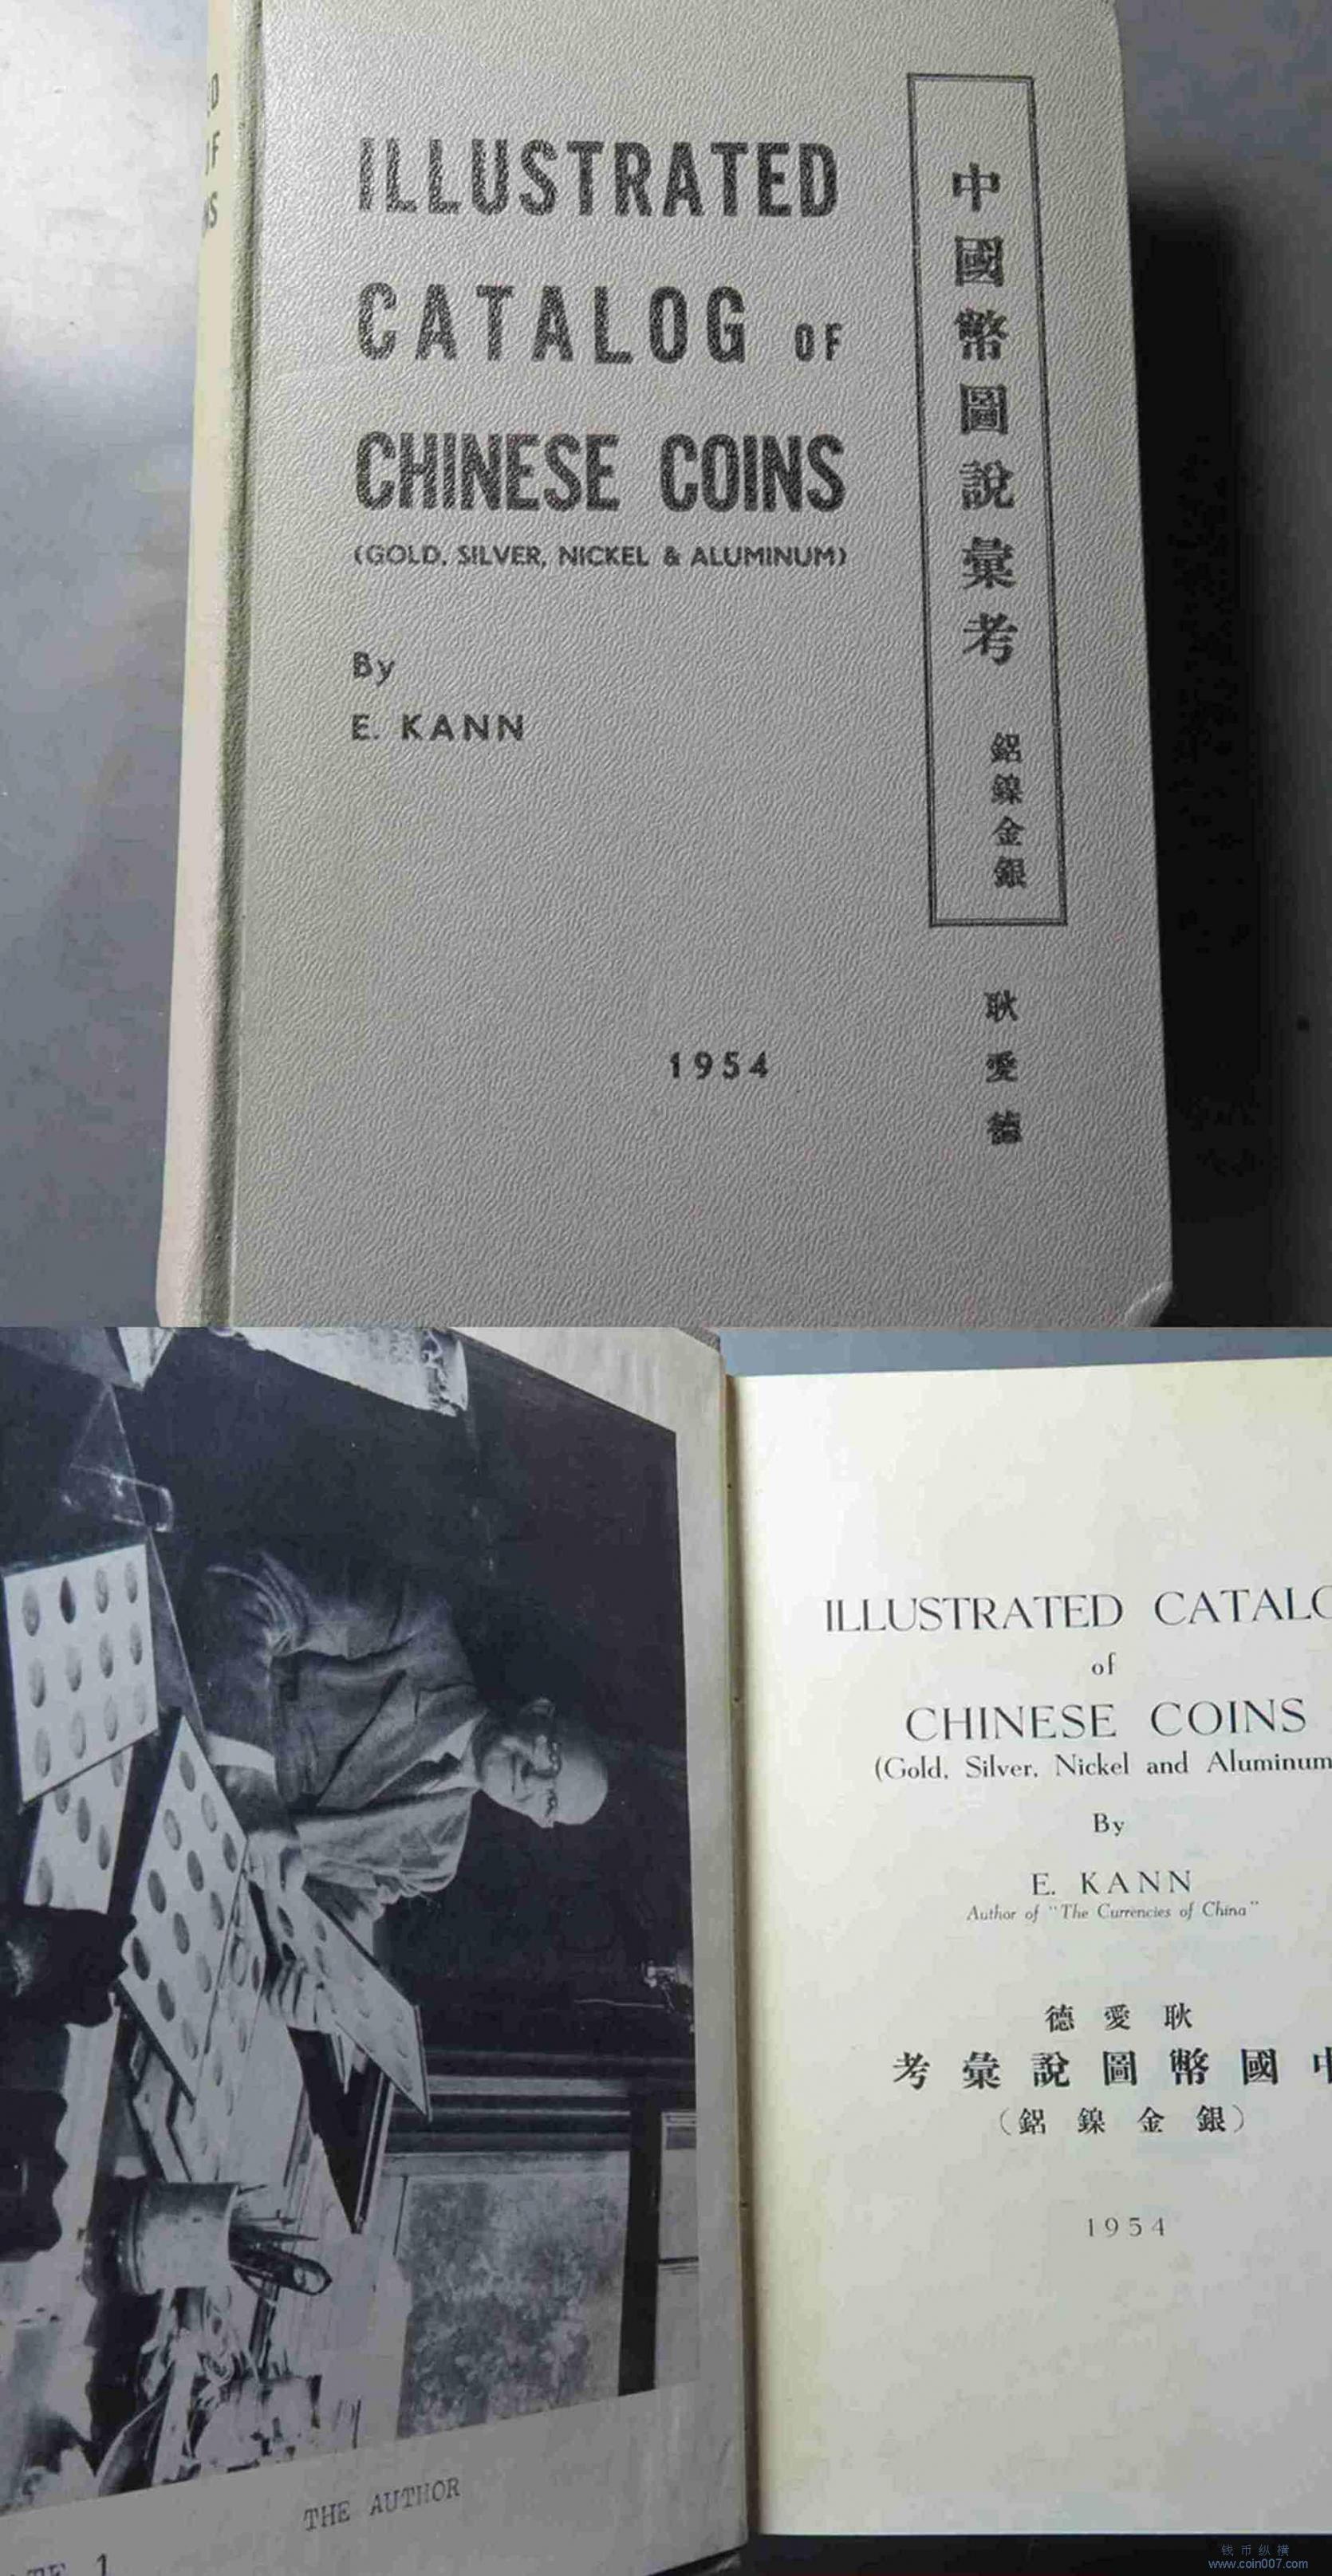 ILLUSTRATED
CATALOG OF
CHINESE COINS
(GOLD, SILVER, NICKEL & ALUMINUM)
By
E. KANN
1954
中國幣圖說彙考
鋁鎳金銀
耿愛德
THE AUTHOR
1
ILLUSTRATED CATALO
of
CHINESE COINS
(Gold, Silver, Nickel and Aluminum
By
E. KANN
Author of "The Currencies of China"
德愛耿
考彙說圖幣國中
（鋁鎳金銀）
1954
钱币纵横
www.coin007.com